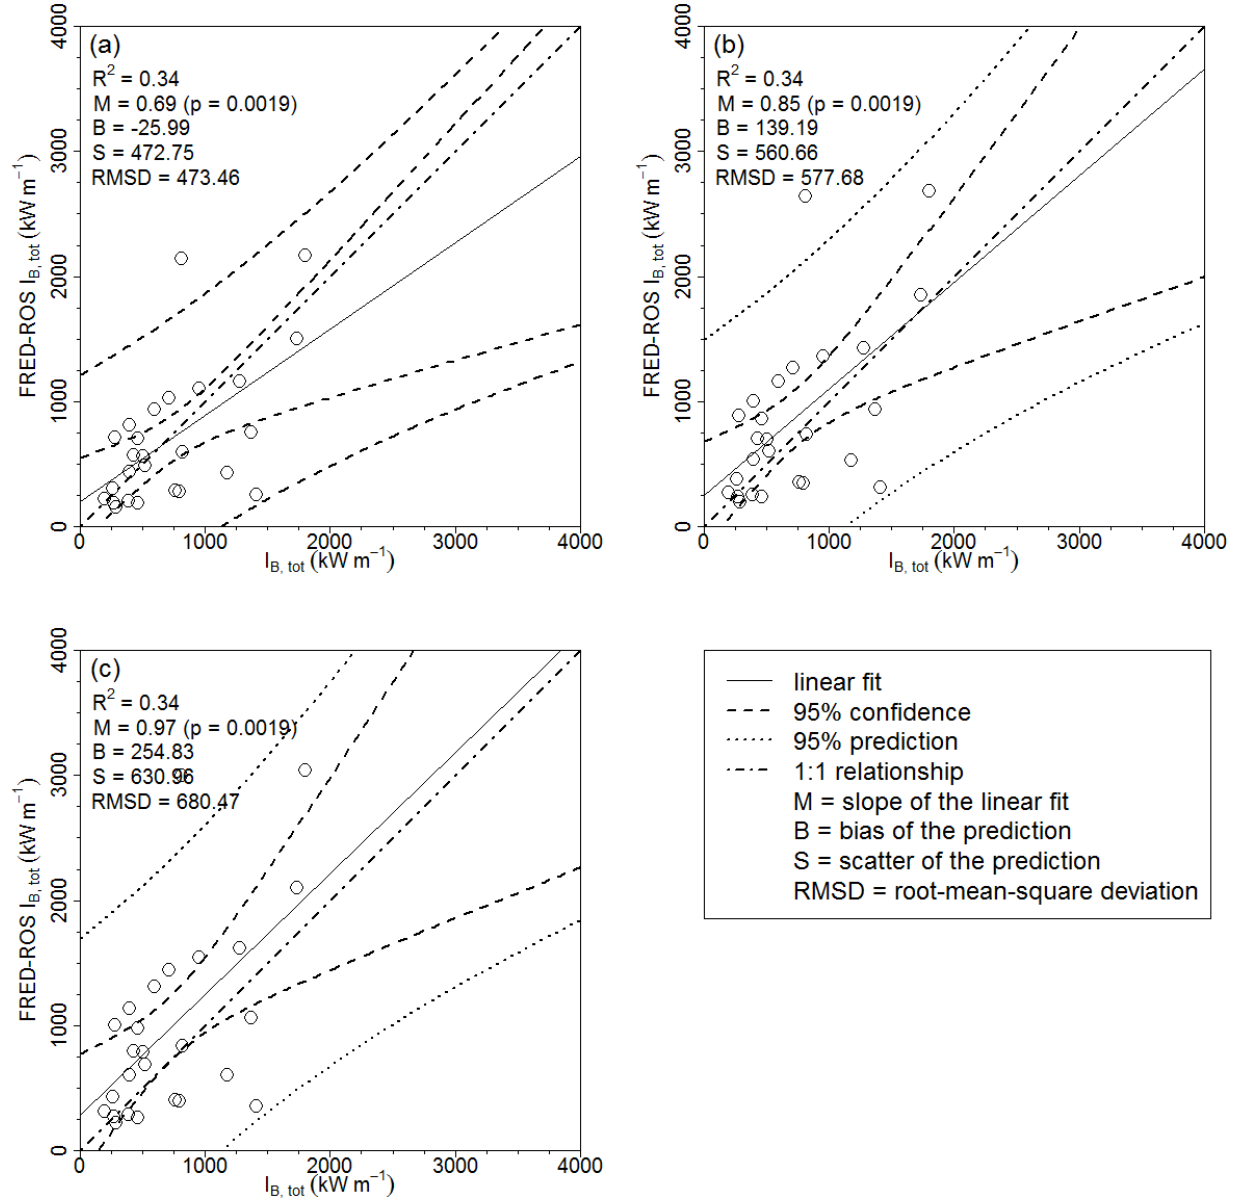 (a)
R² = 0.34
M = 0.69 (p = 0.0019)
B = -25.99
S = 472.75
RMSD = 473.46
FRED-ROS I_B, tot (kW m⁻¹)
4000
3000
2000
1000
0
0 1000 2000 3000 4000
I_B, tot (kW m⁻¹)
(b)
R² = 0.34
M = 0.85 (p = 0.0019)
B = 139.19
S = 560.66
RMSD = 577.68
FRED-ROS I_B, tot (kW m⁻¹)
4000
3000
2000
1000
0
0 1000 2000 3000 4000
I_B, tot (kW m⁻¹)
(c)
R² = 0.34
M = 0.97 (p = 0.0019)
B = 254.83
S = 630.96
RMSD = 680.47
FRED-ROS I_B, tot (kW m⁻¹)
4000
3000
2000
1000
0
0 1000 2000 3000 4000
I_B, tot (kW m⁻¹)
linear fit
95% confidence
95% prediction
1:1 relationship
M = slope of the linear fit
B = bias of the prediction
S = scatter of the prediction
RMSD = root-mean-square deviation